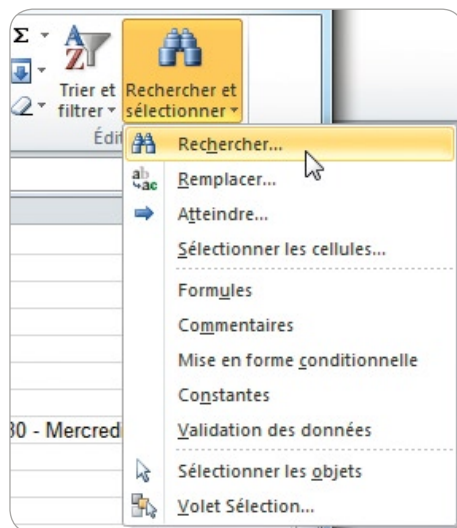 Σ
Trier et Rechercher et
filtrer sélectionner
Édit
Rechercher...
Remplacer...
Atteindre...
Sélectionner les cellules...
Formules
Commentaires
Mise en forme conditionnelle
Constantes
30 - Mercred
Validation des données
Sélectionner les objets
Volet Sélection...